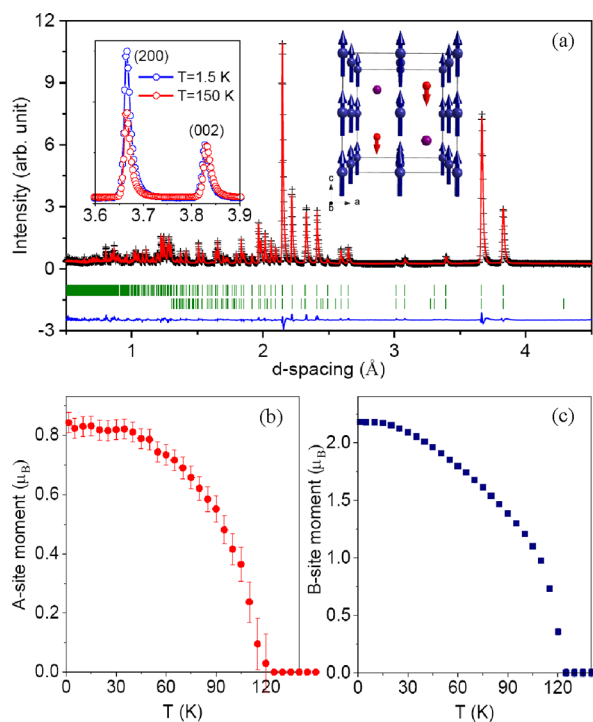 (a)
12
9
6
3
0
-3
Intensity (arb. unit)
(200)
T=1.5 K
T=150 K
(002)
3.6 3.7 3.8 3.9
c
b a
1 2 3 4
d-spacing (Å)
(b)
0.8
0.6
0.4
0.2
0.0
A-site moment (μB)
0 30 60 90 120
T (K)
(c)
2.0
1.5
1.0
0.5
0.0
B-site moment (μB)
0 30 60 90 120
T (K)